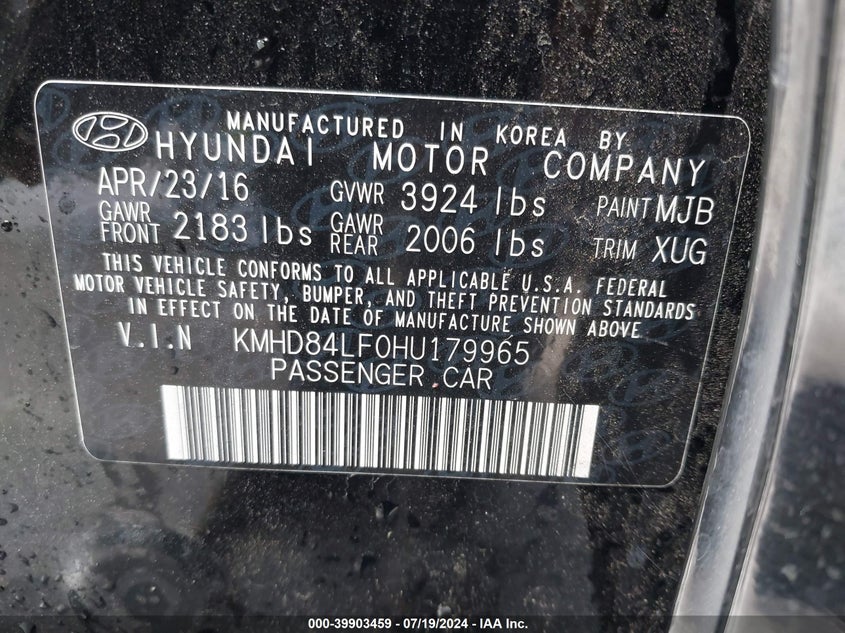 MANUFACTURED IN KOREA BY
HYUNDAI MOTOR COMPANY
APR/23/16 GVWR 3924 lbs PAINT MJB
GAWR FRONT 2183 lbs GAWR REAR 2006 lbs TRIM XUG
THIS VEHICLE CONFORMS TO ALL APPLICABLE U.S.A. FEDERAL
MOTOR VEHICLE SAFETY, BUMPER, AND THEFT PREVENTION STANDARDS
IN EFFECT ON THE DATE OF MANUFACTURE SHOWN ABOVE.
V.I.N KMHD84LF0HU179965
PASSENGER CAR
000-39903459 - 07/19/2024 - IAA Inc.